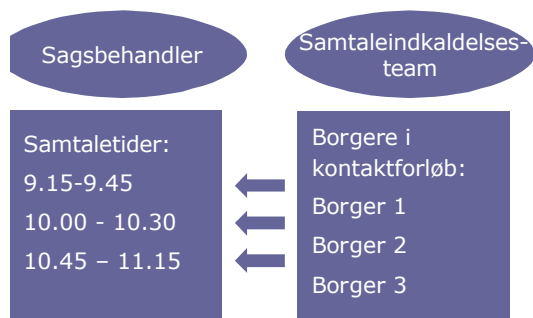 Sagsbehandler
Samtaleindkaldelses-
team
Samtaletider:
9.15-9.45
10.00 - 10.30
10.45 – 11.15
Borgere i
kontaktforløb:
Borger 1
Borger 2
Borger 3